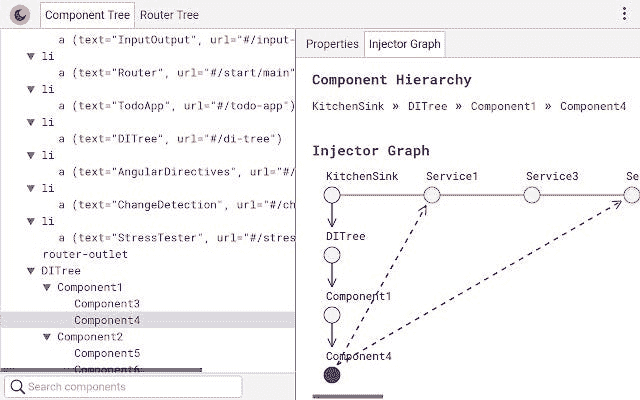 Component Tree
Router Tree
a (text="InputOutput", url="#/input-
li
a (text="Router", url="#/start/main"
li
a (text="TodoApp", url="#/todo-app")
li
a (text="DITree", url="#/di-tree")
li
a (text="AngularDirectives", url="#/
li
a (text="ChangeDetection", url="#/ch
li
a (text="StressTester", url="#/stres
router-outlet
DITree
Component1
Component3
Component4
Component2
Component5
Component6
Search components
Properties
Injector Graph
Component Hierarchy
KitchenSink » DITree » Component1 » Component4
Injector Graph
KitchenSink
Service1
Service3
Se
DITree
Component1
Component4